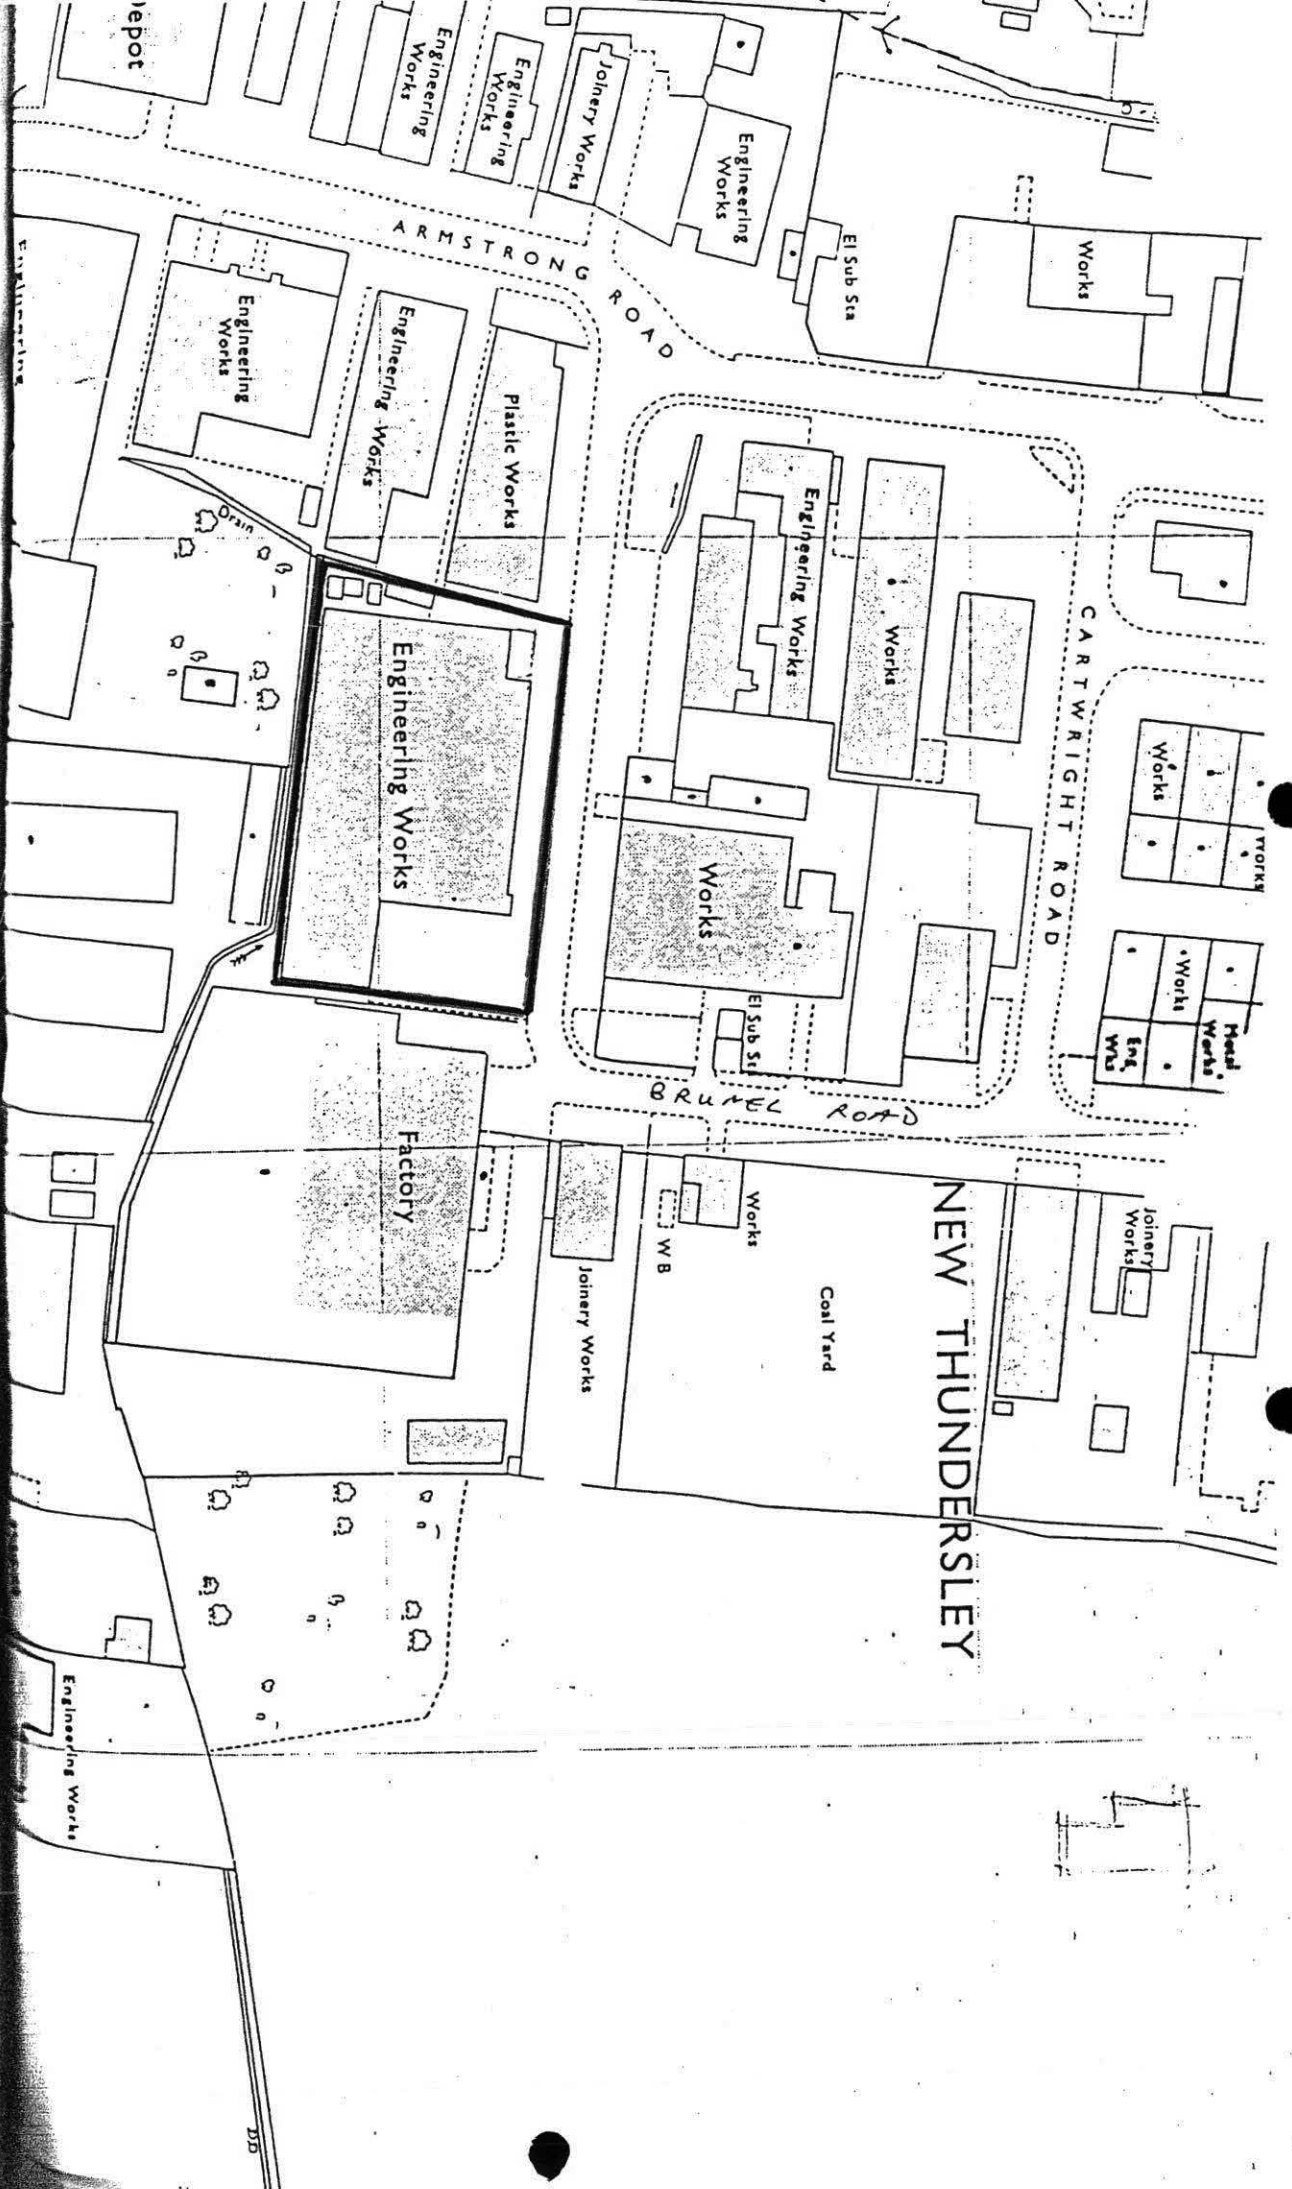 Depot
Engineering
Works
Engineering
Works
Joinery Works
Engineering
Works
El Sub Sta
Works
ARMSTRONG ROAD
Engineering
Works
Engineering Works
Plastic Works
Engineering Works
Works
CARTWRIGHT ROAD
Drain
Engineering Works
Works
Works
Works
Works
Eng
Wks
Works
El Sub Sta
BRUNEL ROAD
Factory
Joinery Works
Works
W B
Coal Yard
NEW THUNDERSLEY
Joinery
Works
Engineering Works
DD